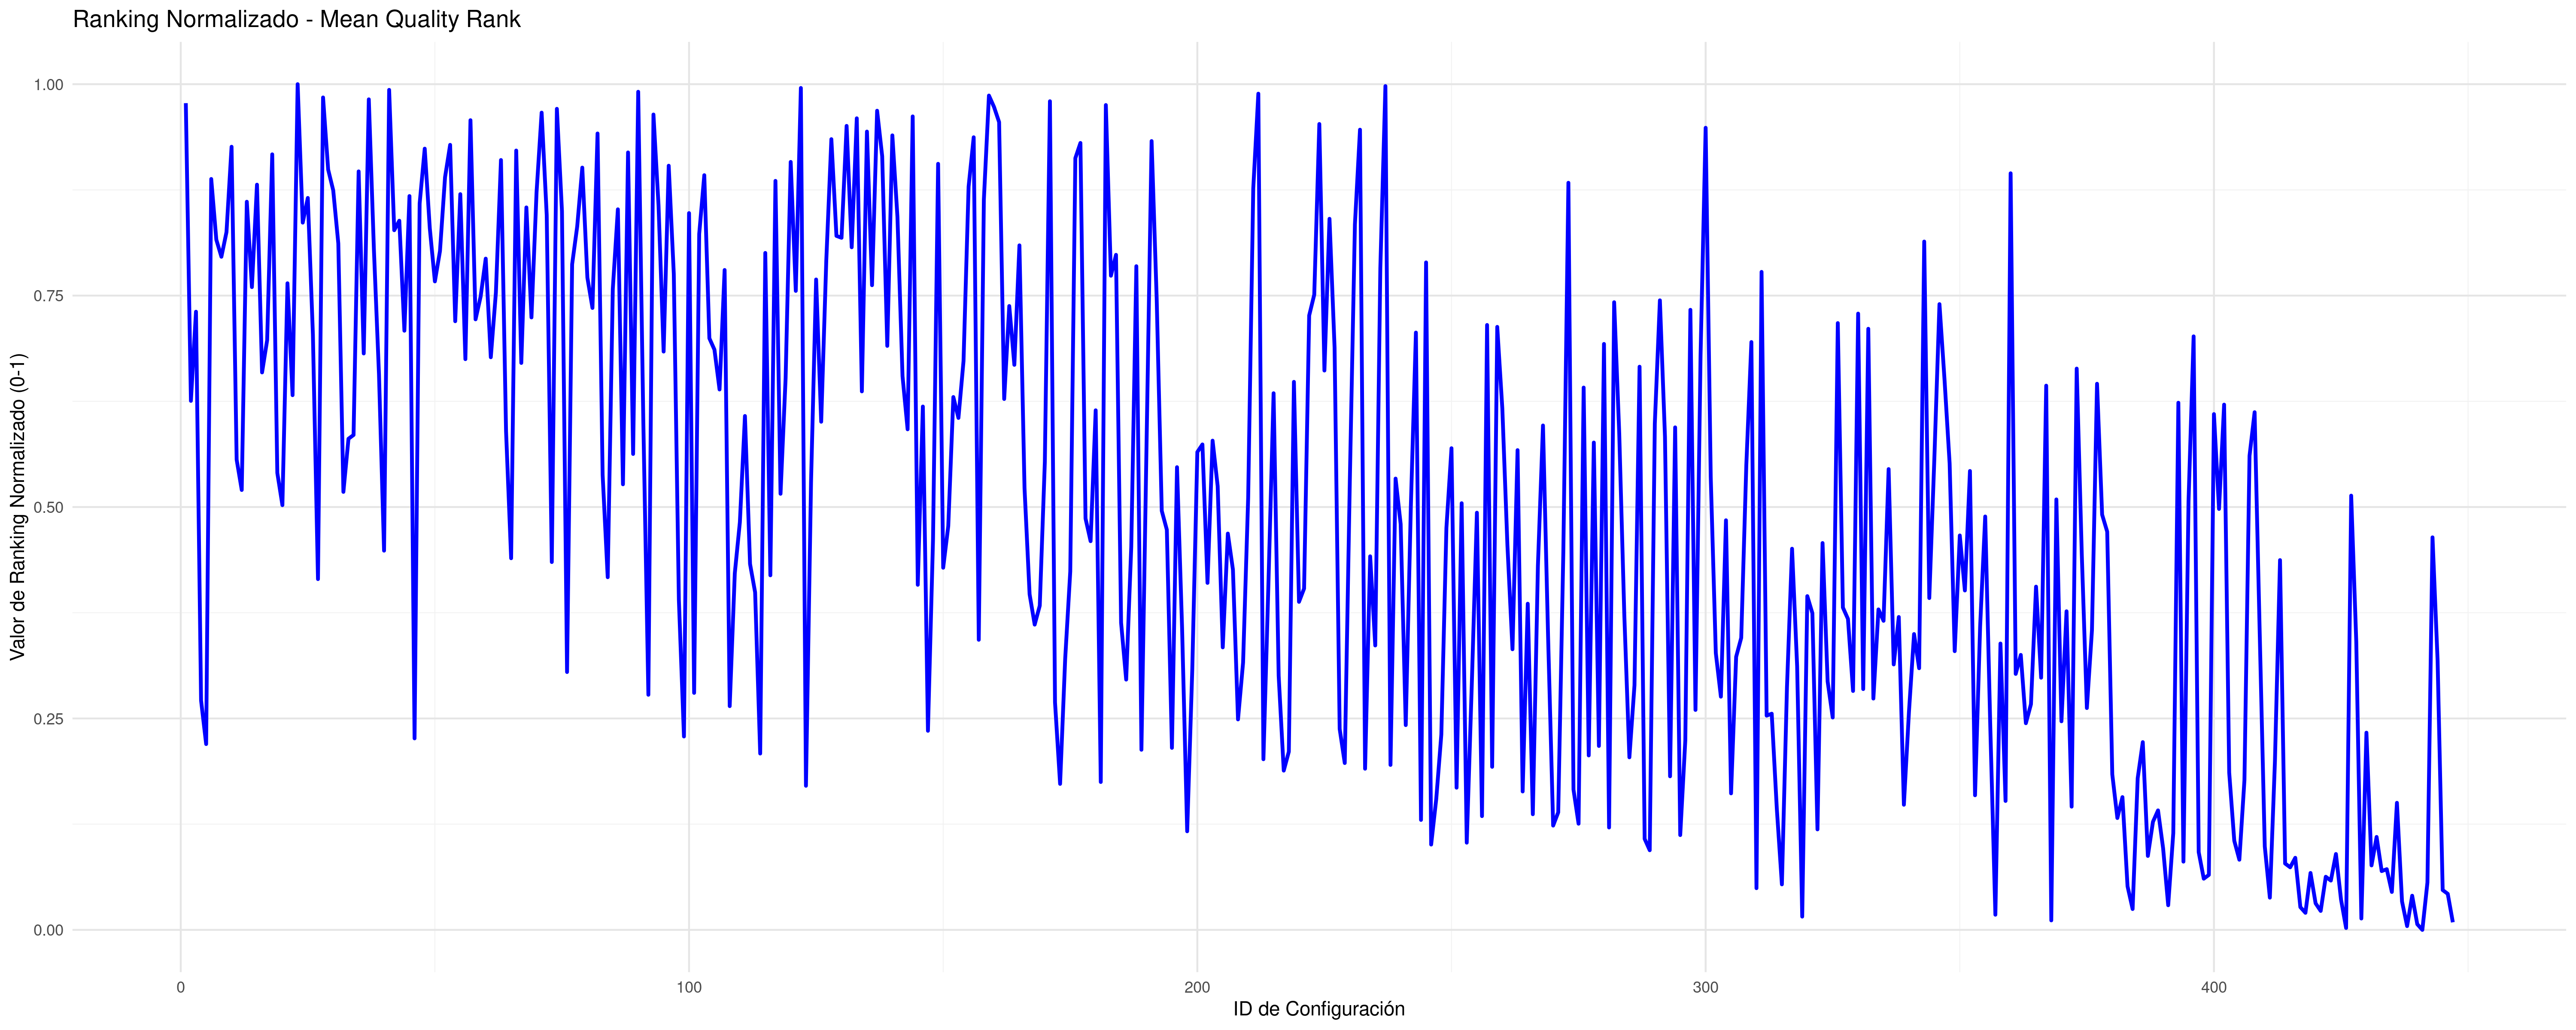 Ranking Normalizado - Mean Quality Rank
Valor de Ranking Normalizado (0-1)
1.00
0.75
0.50
0.25
0.00
0 100 200 300 400
ID de Configuración